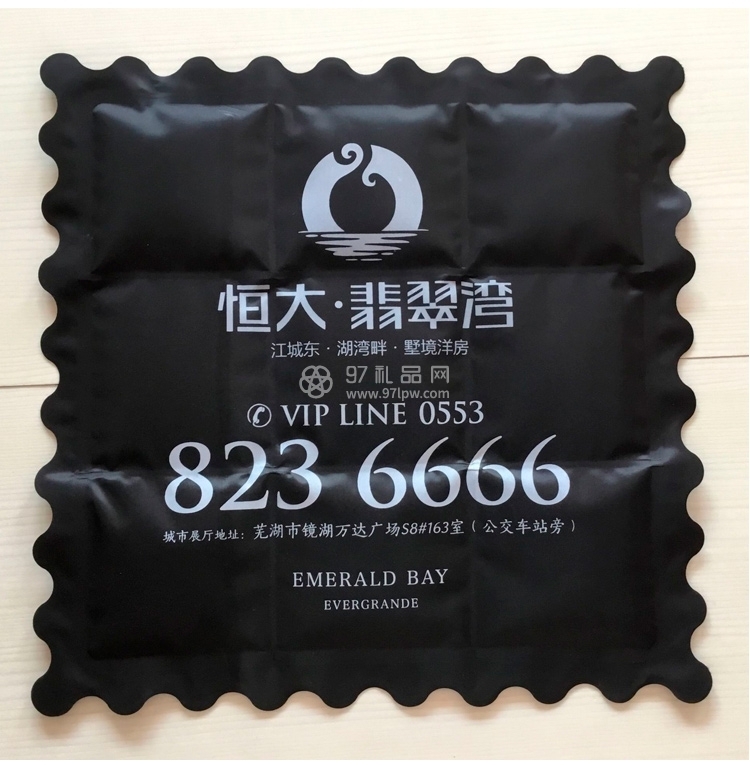 恒大·翡翠湾
江城东·湖湾畔·墅境洋房
97礼品网
www.97lpw.com
✆ VIP LINE 0553
823 6666
城市展厅地址：芜湖市镜湖万达广场S8#163室（公交车站旁）
EMERALD BAY
EVERGRANDE